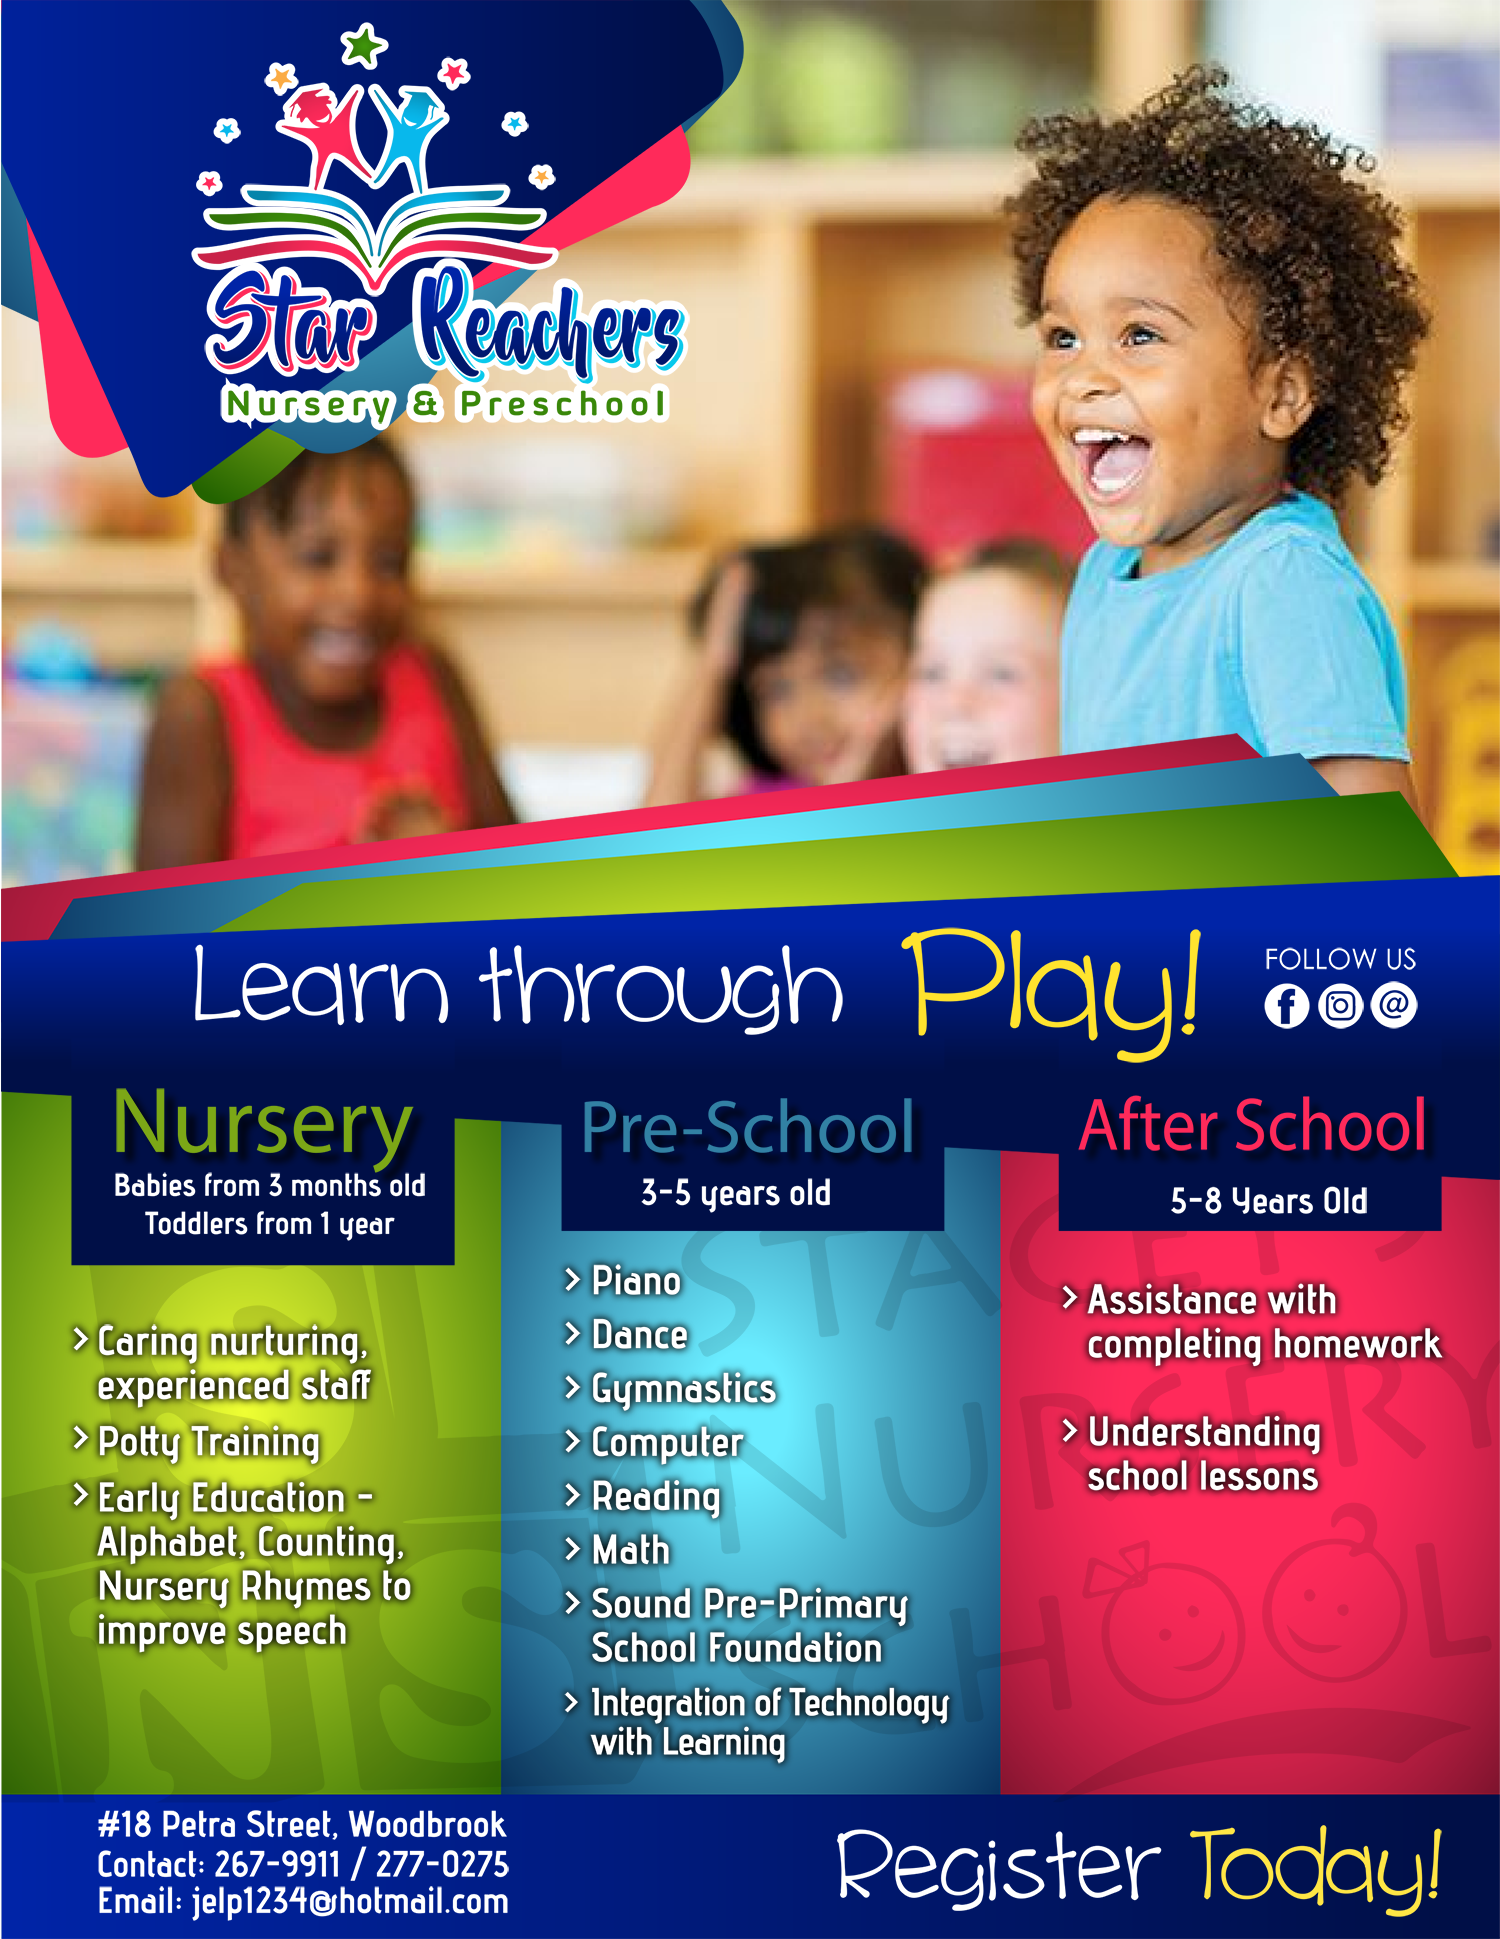 Star Reachers
Nursery & Preschool
Learn through Play!
FOLLOW US
Nursery
Babies from 3 months old
Toddlers from 1 year
> Caring nurturing,
experienced staff
> Potty Training
> Early Education -
Alphabet, Counting,
Nursery Rhymes to
improve speech
Pre-School
3-5 years old
> Piano
> Dance
> Gymnastics
> Computer
> Reading
> Math
> Sound Pre-Primary
School Foundation
> Integration of Technology
with Learning
After School
5-8 Years Old
> Assistance with
completing homework
> Understanding
school lessons
STACEY'S
NURSERY
SCHOOL
#18 Petra Street, Woodbrook
Contact: 267-9911 / 277-0275
Email: jelp1234@hotmail.com
Register Today!